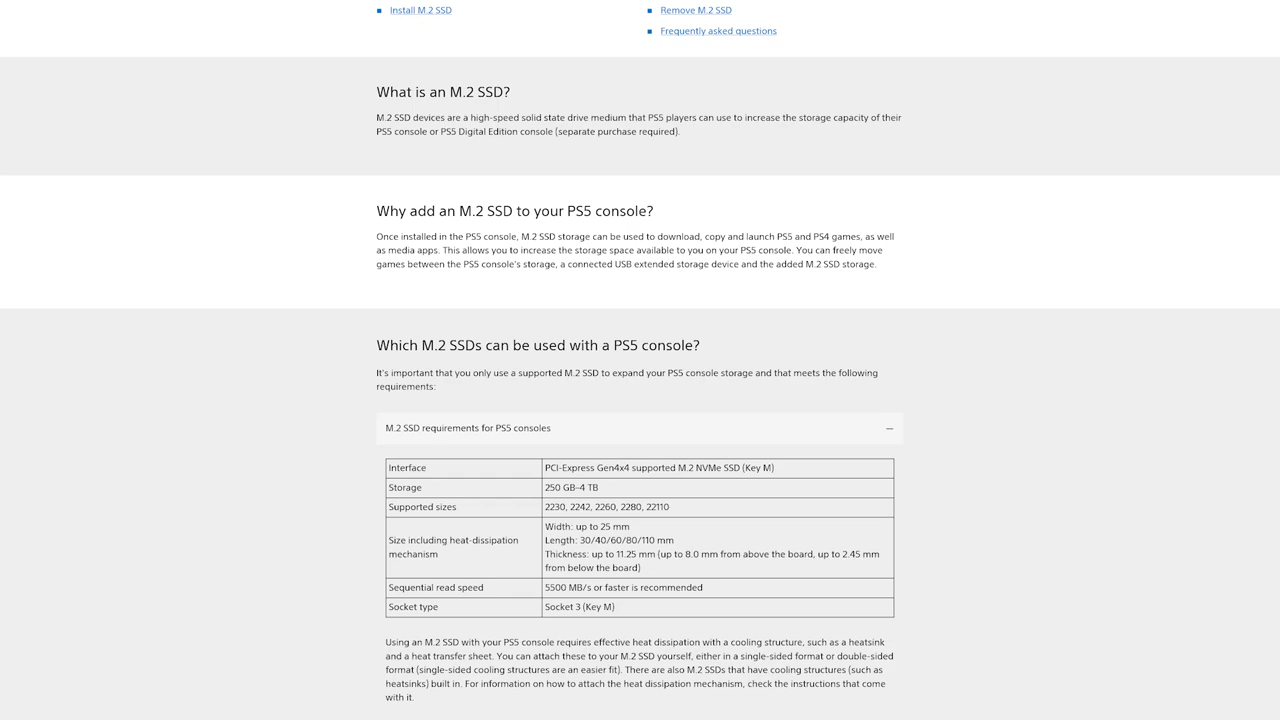 Install M.2 SSD
Remove M.2 SSD
Frequently asked questions
What is an M.2 SSD?
M.2 SSD devices are a high-speed solid state drive medium that PS5 players can use to increase the storage capacity of their
PS5 console or PS5 Digital Edition console (separate purchase required).
Why add an M.2 SSD to your PS5 console?
Once installed in the PS5 console, M.2 SSD storage can be used to download, copy and launch PS5 and PS4 games, as well
as media apps. This allows you to increase the storage space available to you on your PS5 console. You can freely move
games between the PS5 console's storage, a connected USB extended storage device and the added M.2 SSD storage.
Which M.2 SSDs can be used with a PS5 console?
It's important that you only use a supported M.2 SSD to expand your PS5 console storage and that meets the following
requirements:
M.2 SSD requirements for PS5 consoles
Interface
PCI-Express Gen4x4 supported M.2 NVMe SSD (Key M)
Storage
250 GB–4 TB
Supported sizes
2230, 2242, 2260, 2280, 22110
Size including heat-dissipation
mechanism
Width: up to 25 mm
Length: 30/40/60/80/110 mm
Thickness: up to 11.25 mm (up to 8.0 mm from above the board, up to 2.45 mm
from below the board)
Sequential read speed
5500 MB/s or faster is recommended
Socket type
Socket 3 (Key M)
Using an M.2 SSD with your PS5 console requires effective heat dissipation with a cooling structure, such as a heatsink
and a heat transfer sheet. You can attach these to your M.2 SSD yourself, either in a single-sided format or double-sided
format (single-sided cooling structures are an easier fit). There are also M.2 SSDs that have cooling structures (such as
heatsinks) built in. For information on how to attach the heat dissipation mechanism, check the instructions that come
with it.